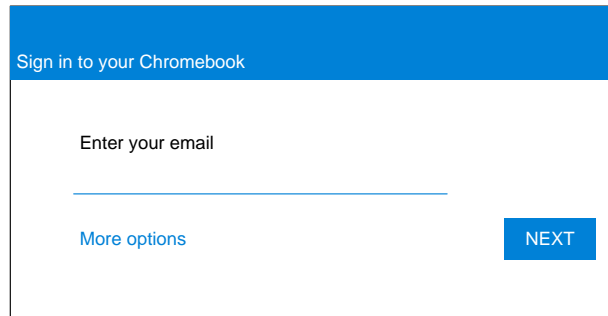 Sign in to your Chromebook
Enter your email
More options
NEXT